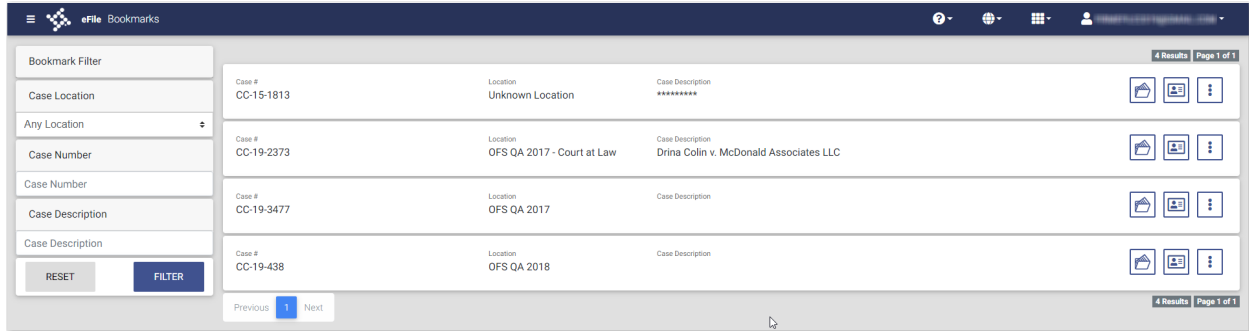 eFile Bookmarks
Bookmark Filter
Case Location
Any Location
Case Number
Case Number
Case Description
Case Description
RESET FILTER
4 Results Page 1 of 1
Case # Location Case Description
CC-15-1813 Unknown Location *********
Case # Location Case Description
CC-19-2373 OFS QA 2017 - Court at Law Drina Colin v. McDonald Associates LLC
Case # Location Case Description
CC-19-3477 OFS QA 2017
Case # Location Case Description
CC-19-438 OFS QA 2018
Previous 1 Next
4 Results Page 1 of 1